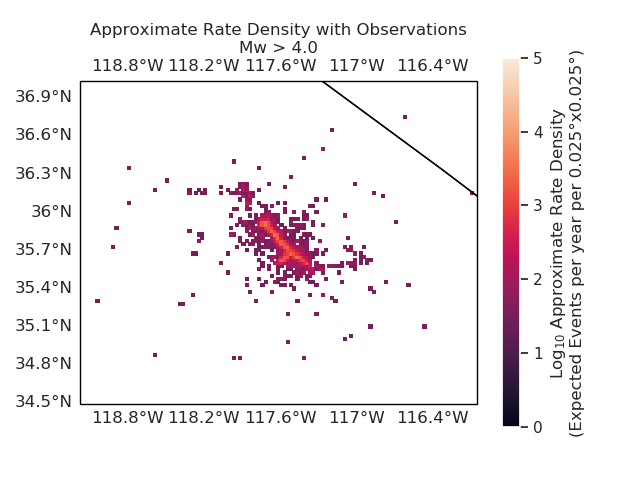 Approximate Rate Density with Observations
Mw > 4.0
118.8°W 118.2°W 117.6°W 117°W 116.4°W
36.9°N
36.6°N
36.3°N
36°N
35.7°N
35.4°N
35.1°N
34.8°N
34.5°N
118.8°W 118.2°W 117.6°W 117°W 116.4°W
5
4
3
2
1
0
Log₁₀ Approximate Rate Density
(Expected Events per year per 0.025°x0.025°)